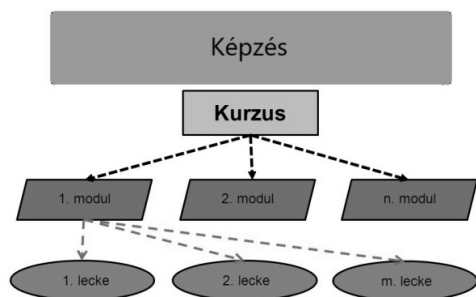 Képzés
Kurzus
1. modul
2. modul
n. modul
1. lecke
2. lecke
m. lecke